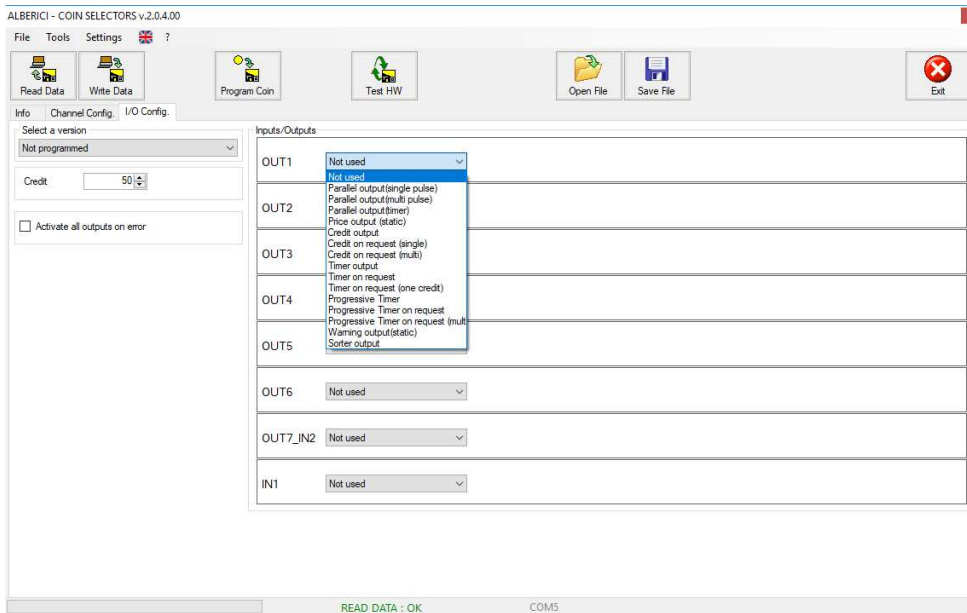 ALBERICI - COIN SELECTORS v.2.0.4.00
File Tools Settings ?
Read Data Write Data Program Coin Test HW Open File Save File Exit
Info Channel Config. I/O Config.
Select a version
Not programmed
Credit 50
Activate all outputs on error
Inputs/Outputs
OUT1 Not used
Not used
Parallel output(single pulse)
Parallel output(multi pulse)
Parallel output(timer)
Price output (static)
Credit output
Credit on request (single)
Credit on request (multi)
Timer output
Timer on request
Timer on request (one credit)
Progressive Timer
Progressive Timer on request
Progressive Timer on request (mult
Warning output(static)
Sorter output
OUT2
OUT3
OUT4
OUT5
OUT6 Not used
OUT7_IN2 Not used
IN1 Not used
READ DATA : OK COM5